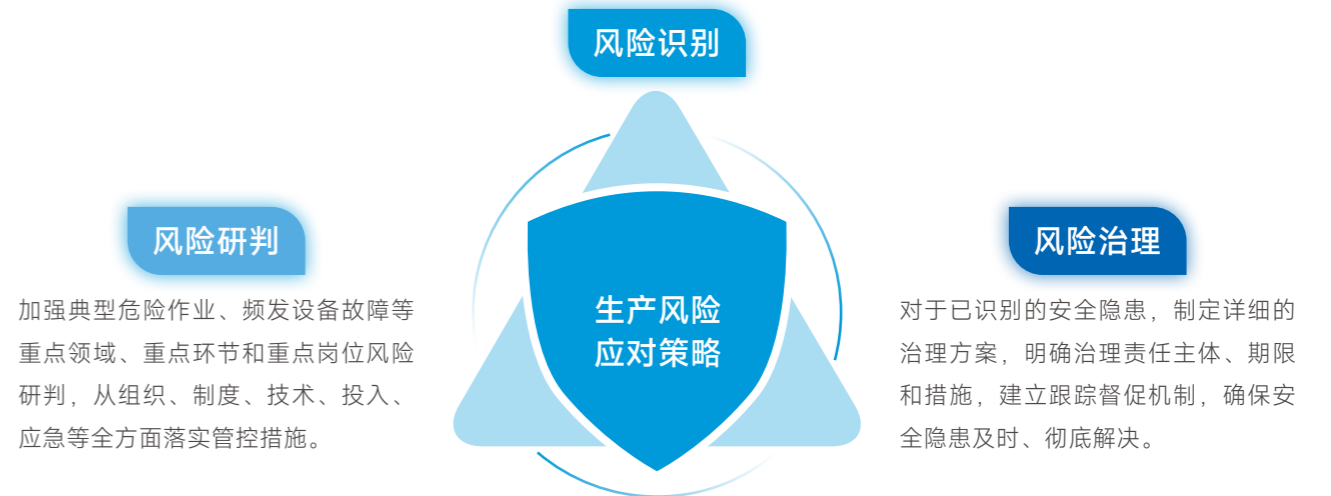 风险识别
风险研判
加强典型危险作业、频发设备故障等
重点领域、重点环节和重点岗位风险
研判，从组织、制度、技术、投入、
应急等全方面落实管控措施。
生产风险
应对策略
风险治理
对于已识别的安全隐患，制定详细的
治理方案，明确治理责任主体、期限
和措施，建立跟踪督促机制，确保安
全隐患及时、彻底解决。